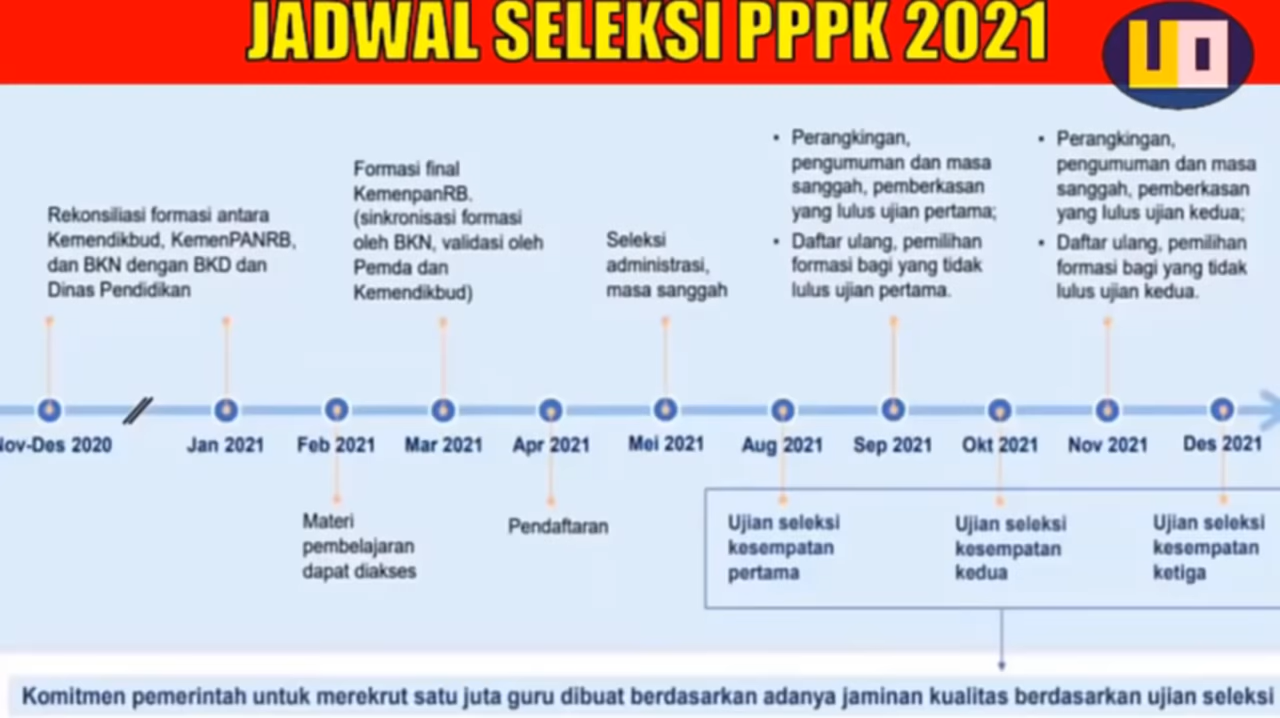 JADWAL SELEKSI PPPK 2021
UO
Rekonsiliasi formasi antara
Kemendikbud, KemenPANRB,
dan BKN dengan BKD dan
Dinas Pendidikan
Formasi final
KemenpanRB.
(sinkronisasi formasi
oleh BKN, validasi oleh
Pemda dan
Kemendikbud)
Seleksi
administrasi,
masa sanggah
• Perangkingan,
pengumuman dan masa
sanggah, pemberkasan
yang lulus ujian pertama;
• Daftar ulang, pemilihan
formasi bagi yang tidak
lulus ujian pertama.
• Perangkingan,
pengumuman dan masa
sanggah, pemberkasan
yang lulus ujian kedua;
• Daftar ulang, pemilihan
formasi bagi yang tidak
lulus ujian kedua.
Nov-Des 2020 Jan 2021 Feb 2021 Mar 2021 Apr 2021 Mei 2021 Aug 2021 Sep 2021 Okt 2021 Nov 2021 Des 2021
Materi
pembelajaran
dapat diakses
Pendaftaran
Ujian seleksi
kesempatan
pertama
Ujian seleksi
kesempatan
kedua
Ujian seleksi
kesempatan
ketiga
Komitmen pemerintah untuk merekrut satu juta guru dibuat berdasarkan adanya jaminan kualitas berdasarkan ujian seleksi